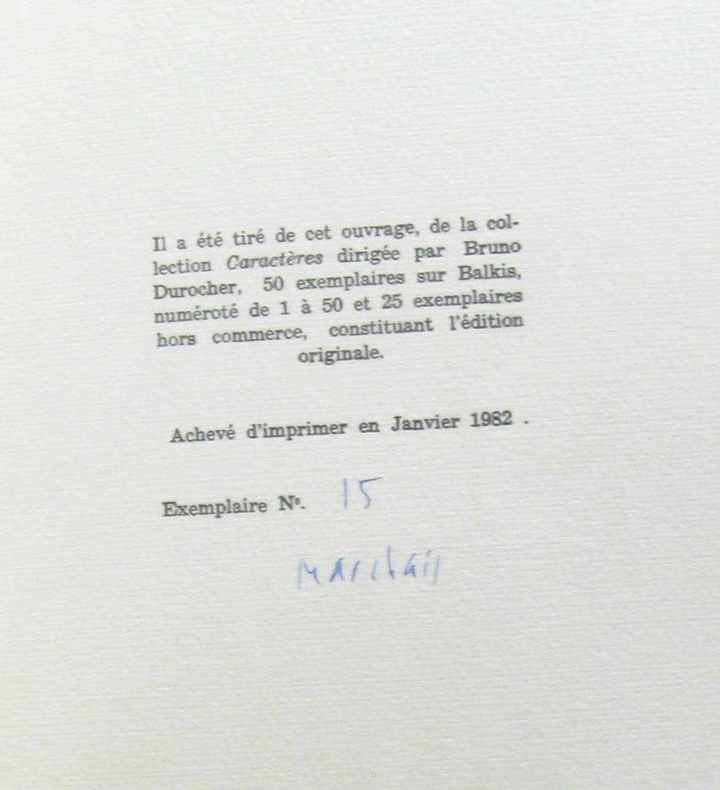 Il a été tiré de cet ouvrage, de la col-
lection Caractères dirigée par Bruno
Durocher, 50 exemplaires sur Balkis,
numéroté de 1 à 50 et 25 exemplaires
hors commerce, constituant l'édition
originale.
Achevé d'imprimer en Janvier 1982 .
Exemplaire Nº. 15